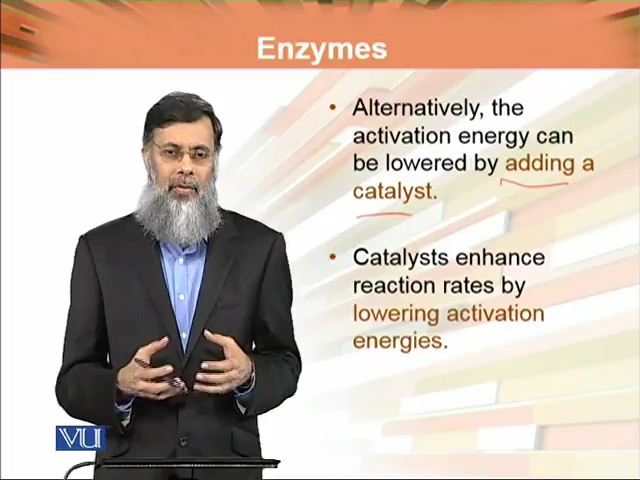 Enzymes
• Alternatively, the
activation energy can
be lowered by adding a
catalyst.
• Catalysts enhance
reaction rates by
lowering activation
energies.
VU